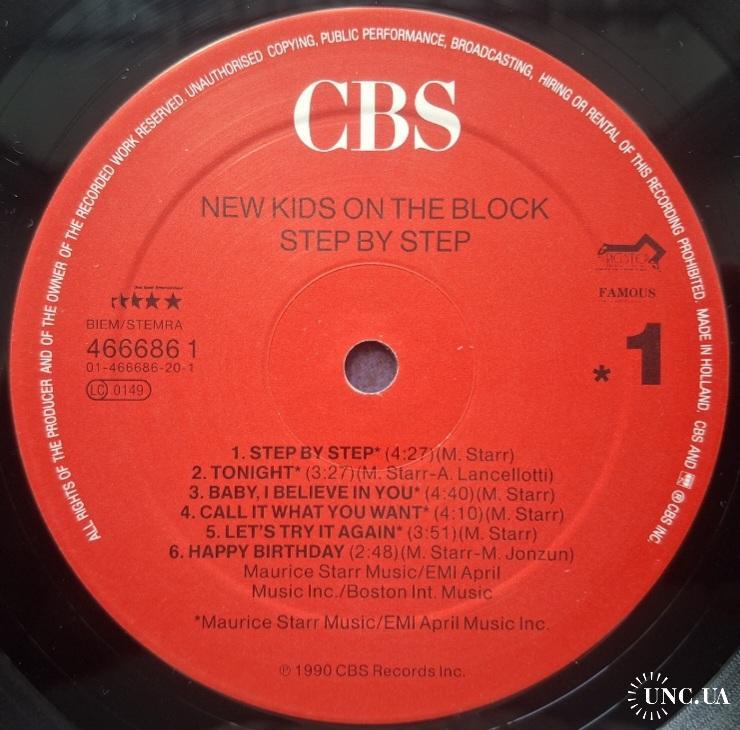 ALL RIGHTS OF THE PRODUCER AND OF THE OWNER OF THE RECORDED WORK RESERVED. UNAUTHORISED COPYING, PUBLIC PERFORMANCE, BROADCASTING, HIRING OR RENTAL OF THIS RECORDING PROHIBITED. MADE IN HOLLAND. CBS AND ℗ CBS INC.
CBS
NEW KIDS ON THE BLOCK
STEP BY STEP
FAMOUS
BIEM/STEMRA
466686 1
01-466686-20-1
LC 0149
*1
1. STEP BY STEP* (4:27)(M. Starr)
2. TONIGHT* (3:27)(M. Starr-A. Lancellotti)
3. BABY, I BELIEVE IN YOU* (4:40)(M. Starr)
4. CALL IT WHAT YOU WANT* (4:10)(M. Starr)
5. LET'S TRY IT AGAIN* (3:51)(M. Starr)
6. HAPPY BIRTHDAY (2:48)(M. Starr-M. Jonzun)
Maurice Starr Music/EMI April
Music Inc./Boston Int. Music
*Maurice Starr Music/EMI April Music Inc.
℗ 1990 CBS Records Inc.
UNC.UA